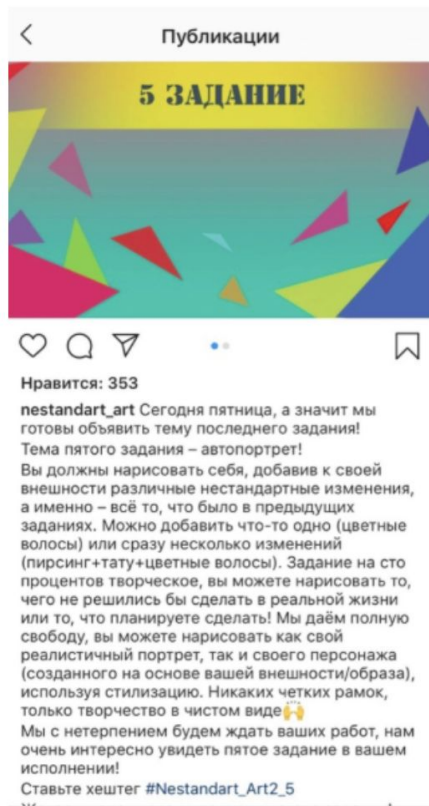 Публикации
5 ЗАДАНИЕ
Нравится: 353
nestandart_art Сегодня пятница, а значит мы
готовы объявить тему последнего задания!
Тема пятого задания – автопортрет!
Вы должны нарисовать себя, добавив к своей
внешности различные нестандартные изменения,
а именно – всё то, что было в предыдущих
заданиях. Можно добавить что-то одно (цветные
волосы) или сразу несколько изменений
(пирсинг+тату+цветные волосы). Задание на сто
процентов творческое, вы можете нарисовать то,
чего не решились бы сделать в реальной жизни
или то, что планируете сделать! Мы даём полную
свободу, вы можете нарисовать как свой
реалистичный портрет, так и своего персонажа
(созданного на основе вашей внешности/образа),
используя стилизацию. Никаких четких рамок,
только творчество в чистом виде🙌
Мы с нетерпением будем ждать ваших работ, нам
очень интересно увидеть пятое задание в вашем
исполнении!
Ставьте хештег #Nestandart_Art2_5